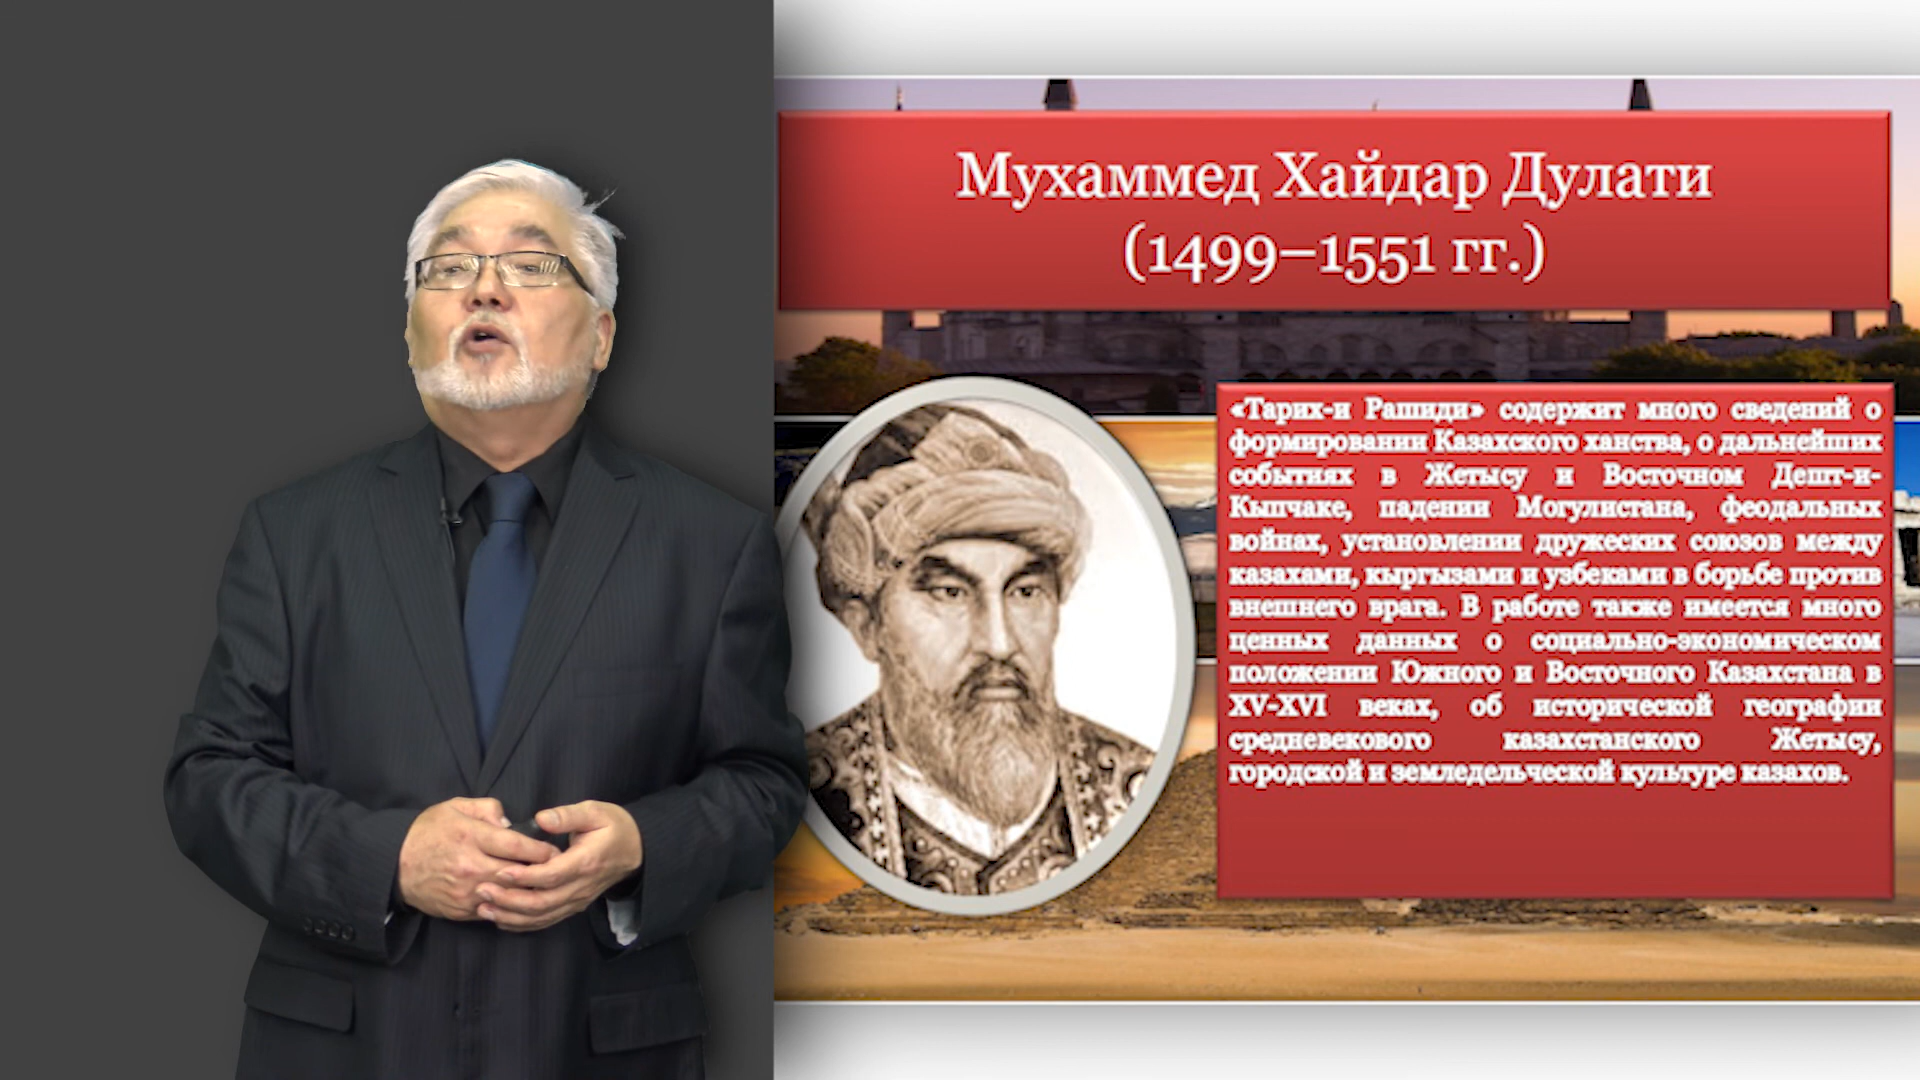 Мухаммед Хайдар Дулати
(1499–1551 гг.)
«Тарих-и Рашиди» содержит много сведений о
формировании Казахского ханства, о дальнейших
событиях в Жетысу и Восточном Дешт-и-
Кыпчаке, падении Могулистана, феодальных
войнах, установлении дружеских союзов между
казахами, кыргызами и узбеками в борьбе против
внешнего врага. В работе также имеется много
ценных данных о социально-экономическом
положении Южного и Восточного Казахстана в
XV-XVI веках, об исторической географии
средневекового казахстанского Жетысу,
городской и земледельческой культуре казахов.